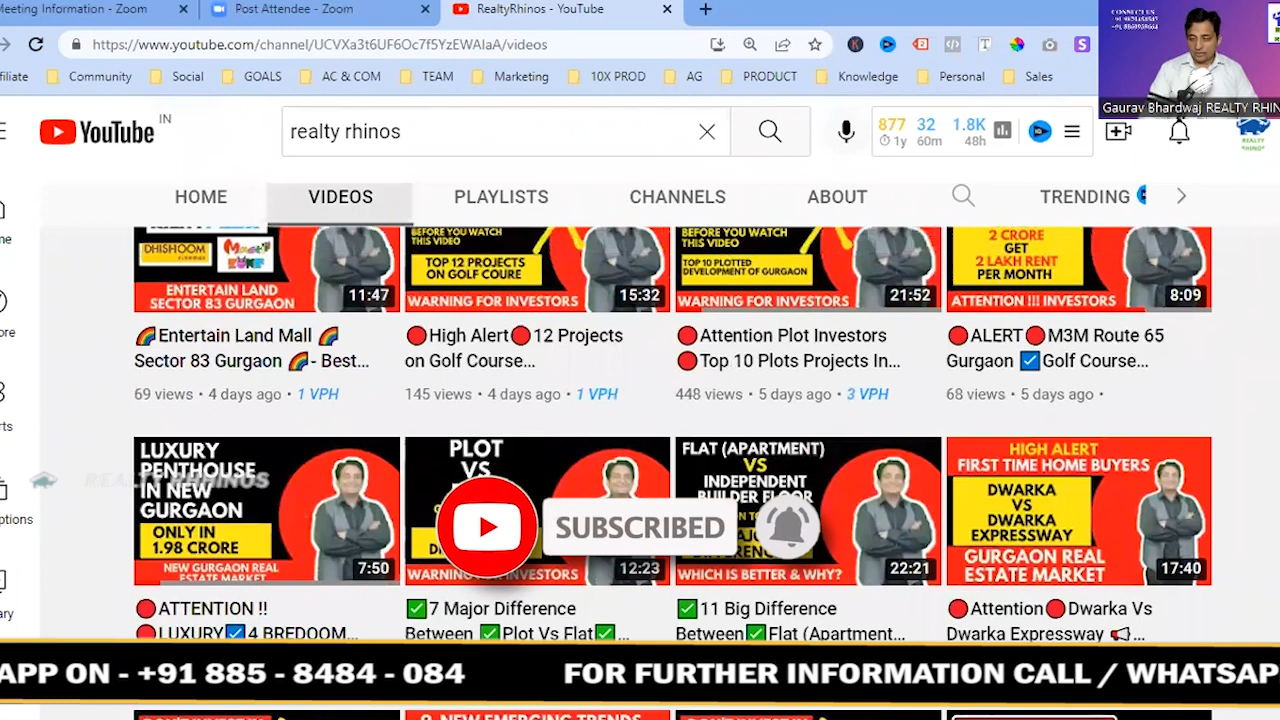 Meeting Information - Zoom
Post Attendee - Zoom
RealtyRhinos - YouTube
https://www.youtube.com/channel/UCVXa3t6UF6Oc7f5YzEWAIaA/videos
CONNECT US
filiate
Community
Social
GOALS
AC & COM
TEAM
Marketing
10X PROD
AG
PRODUCT
Knowledge
Personal
Sales
Gaurav Bhardwaj REALTY RHIN
YouTube IN
realty rhinos
877 32 1.8K
1y 60m 48h
REALTY
HOME VIDEOS PLAYLISTS CHANNELS ABOUT TRENDING
DHISHOOM
ENTERTAIN LAND
SECTOR 83 GURGAON
11:47
BEFORE YOU WATCH
THIS VIDEO
TOP 12 PROJECTS
ON GOLF COURE
WARNING FOR INVESTORS
15:32
BEFORE YOU WATCH
THIS VIDEO
TOP 10 PLOTTED
DEVELOPMENT OF GURGAON
WARNING FOR INVESTORS
21:52
2 CRORE
GET
2 LAKH RENT
PER MONTH
ATTENTION !!! INVESTORS
8:09
🌈Entertain Land Mall 🌈
Sector 83 Gurgaon 🌈- Best...
69 views • 4 days ago • 1 VPH
🔴High Alert🔴12 Projects
on Golf Course...
145 views • 4 days ago • 1 VPH
🔴Attention Plot Investors
🔴Top 10 Plots Projects In...
448 views • 5 days ago • 3 VPH
🔴ALERT🔴M3M Route 65
Gurgaon ☑️Golf Course...
68 views • 5 days ago •
LUXURY
PENTHOUSE
IN NEW
GURGAON
ONLY IN
1.98 CRORE
NEW GURGAON REAL
ESTATE MARKET
7:50
REALTY RHINOS
PLOT
VS
WARNING INVESTORS
12:23
FLAT (APARTMENT)
VS
INDEPENDENT
BUILDER FLOOR
WHICH IS BETTER & WHY?
22:21
HIGH ALERT
FIRST TIME HOME BUYERS
DWARKA
VS
DWARKA
EXPRESSWAY
GURGAON REAL
ESTATE MARKET
17:40
SUBSCRIBED
🔴ATTENTION !!
🔴LUXURY☑️4 BREDOOM...
✅7 Major Difference
Between ✅Plot Vs Flat✅...
✅11 Big Difference
Between✅Flat (Apartment...
🔴Attention🔴Dwarka Vs
Dwarka Expressway 📢...
APP ON - +91 885 - 8484 - 084 FOR FURTHER INFORMATION CALL / WHATSAP